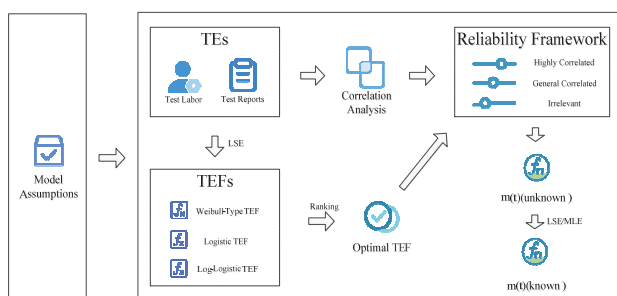 Model
Assumptions
TEs
Test Labor
Test Reports
LSE
TEFs
Weibull-Type TEF
Logistic TEF
Log-Logistic TEF
Correlation
Analysis
Ranking
Optimal TEF
Reliability Framework
Highly Correlated
General Correlated
Irrelevant
m(t)(unknown )
LSE/MLE
m(t)(known )